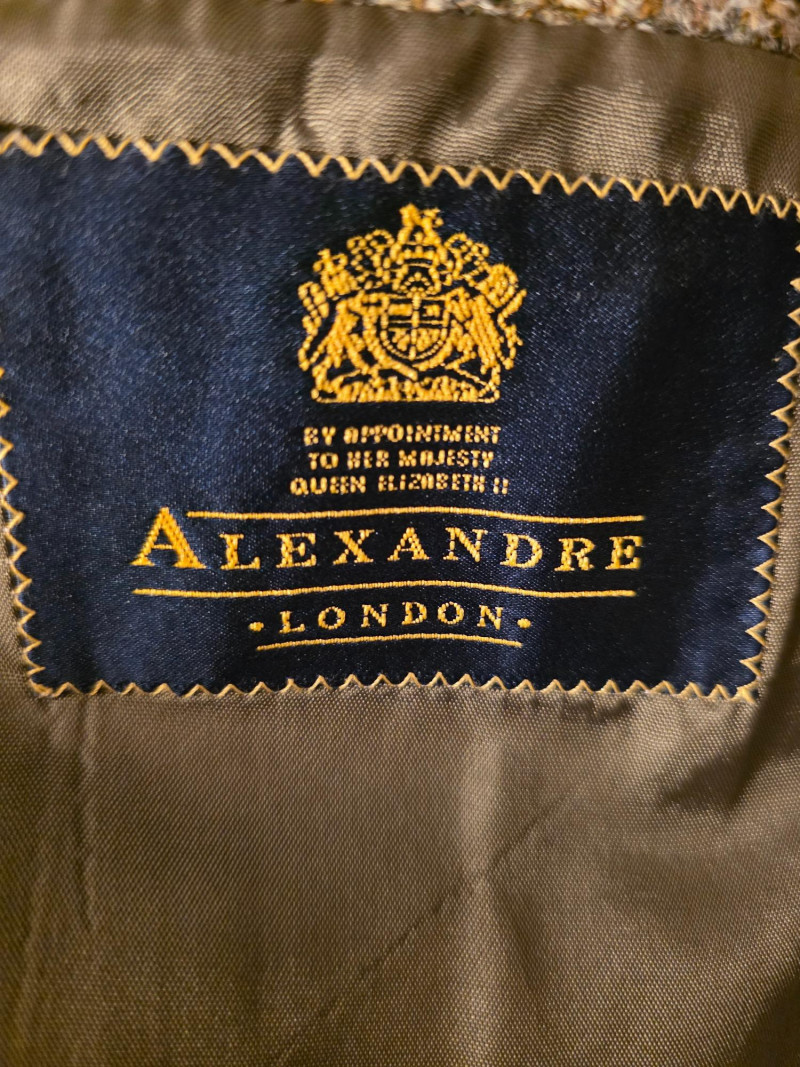 BY APPOINTMENT
TO HER MAJESTY
QUEEN ELIZABETH II
ALEXANDRE
• LONDON •